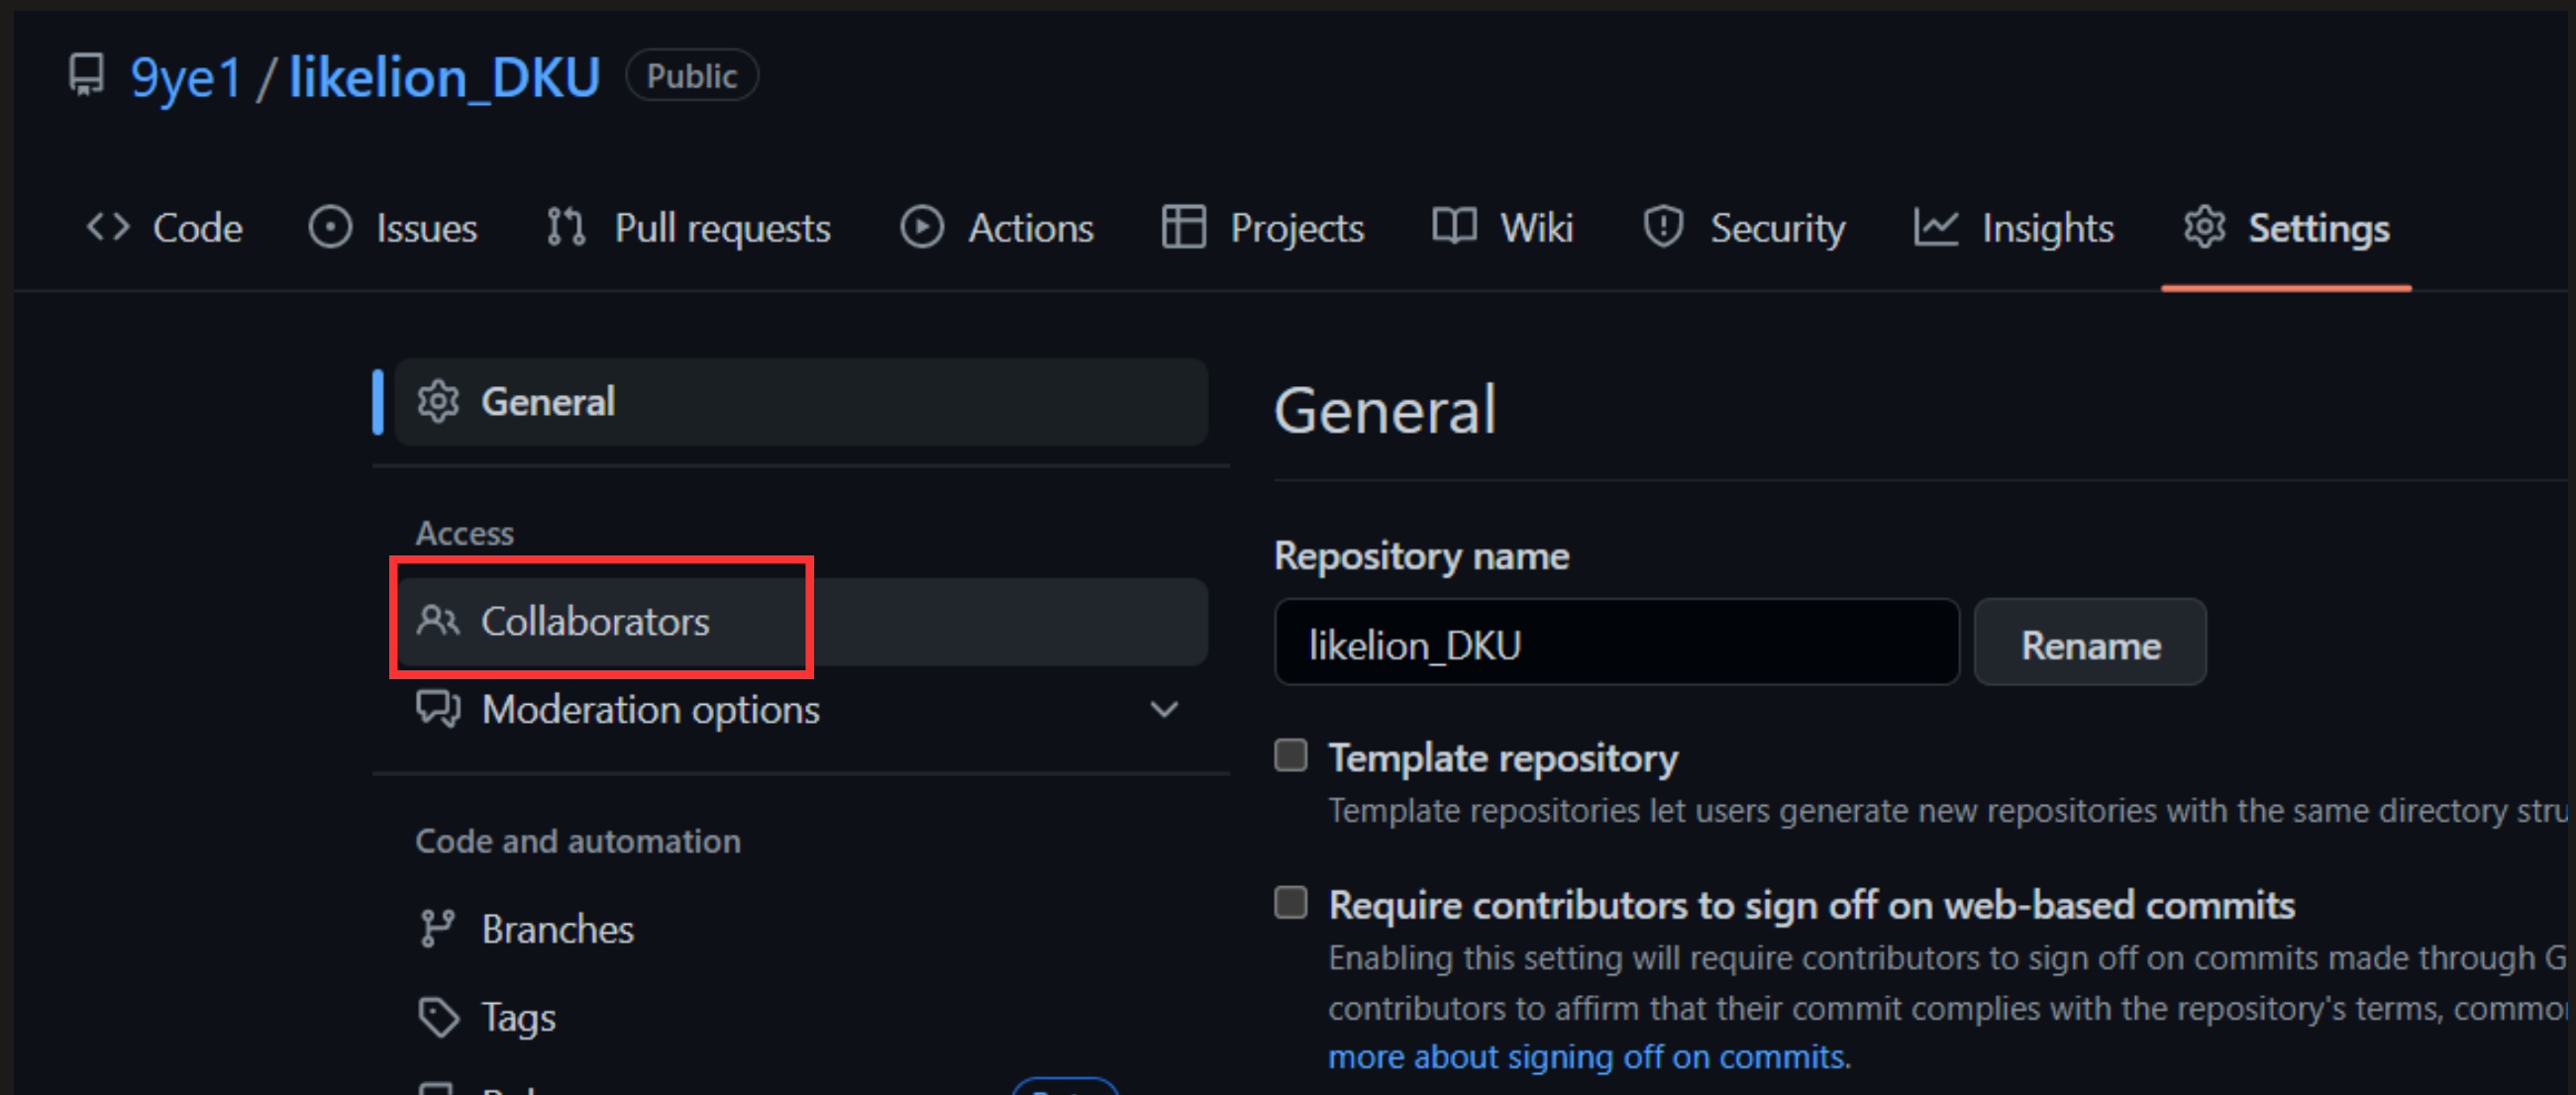 9ye1 / likelion_DKU Public
Code Issues Pull requests Actions Projects Wiki Security Insights Settings
General
Access
Collaborators
Moderation options
Code and automation
Branches
Tags
General
Repository name
likelion_DKU Rename
Template repository
Template repositories let users generate new repositories with the same directory stru
Require contributors to sign off on web-based commits
Enabling this setting will require contributors to sign off on commits made through G
contributors to affirm that their commit complies with the repository's terms, commo
more about signing off on commits.